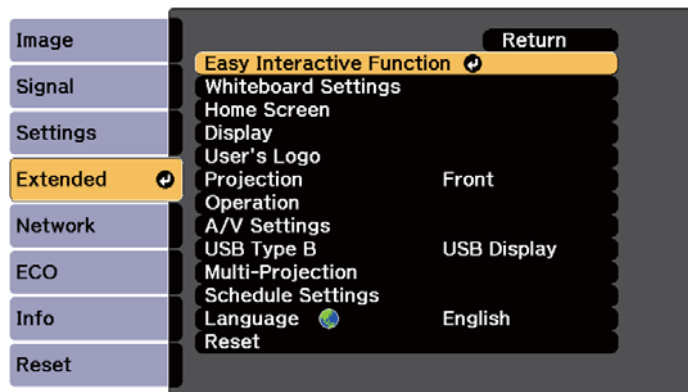 Image
Signal
Settings
Extended
Network
ECO
Info
Reset
Return
Easy Interactive Function
Whiteboard Settings
Home Screen
Display
User's Logo
Projection Front
Operation
A/V Settings
USB Type B USB Display
Multi-Projection
Schedule Settings
Language English
Reset